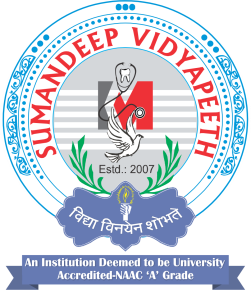 SUMANDEEP VIDYAPEETH
Estd.: 2007
विद्या विनयेन शोभते
An Institution Deemed to be University
Accredited-NAAC ‘A’ Grade